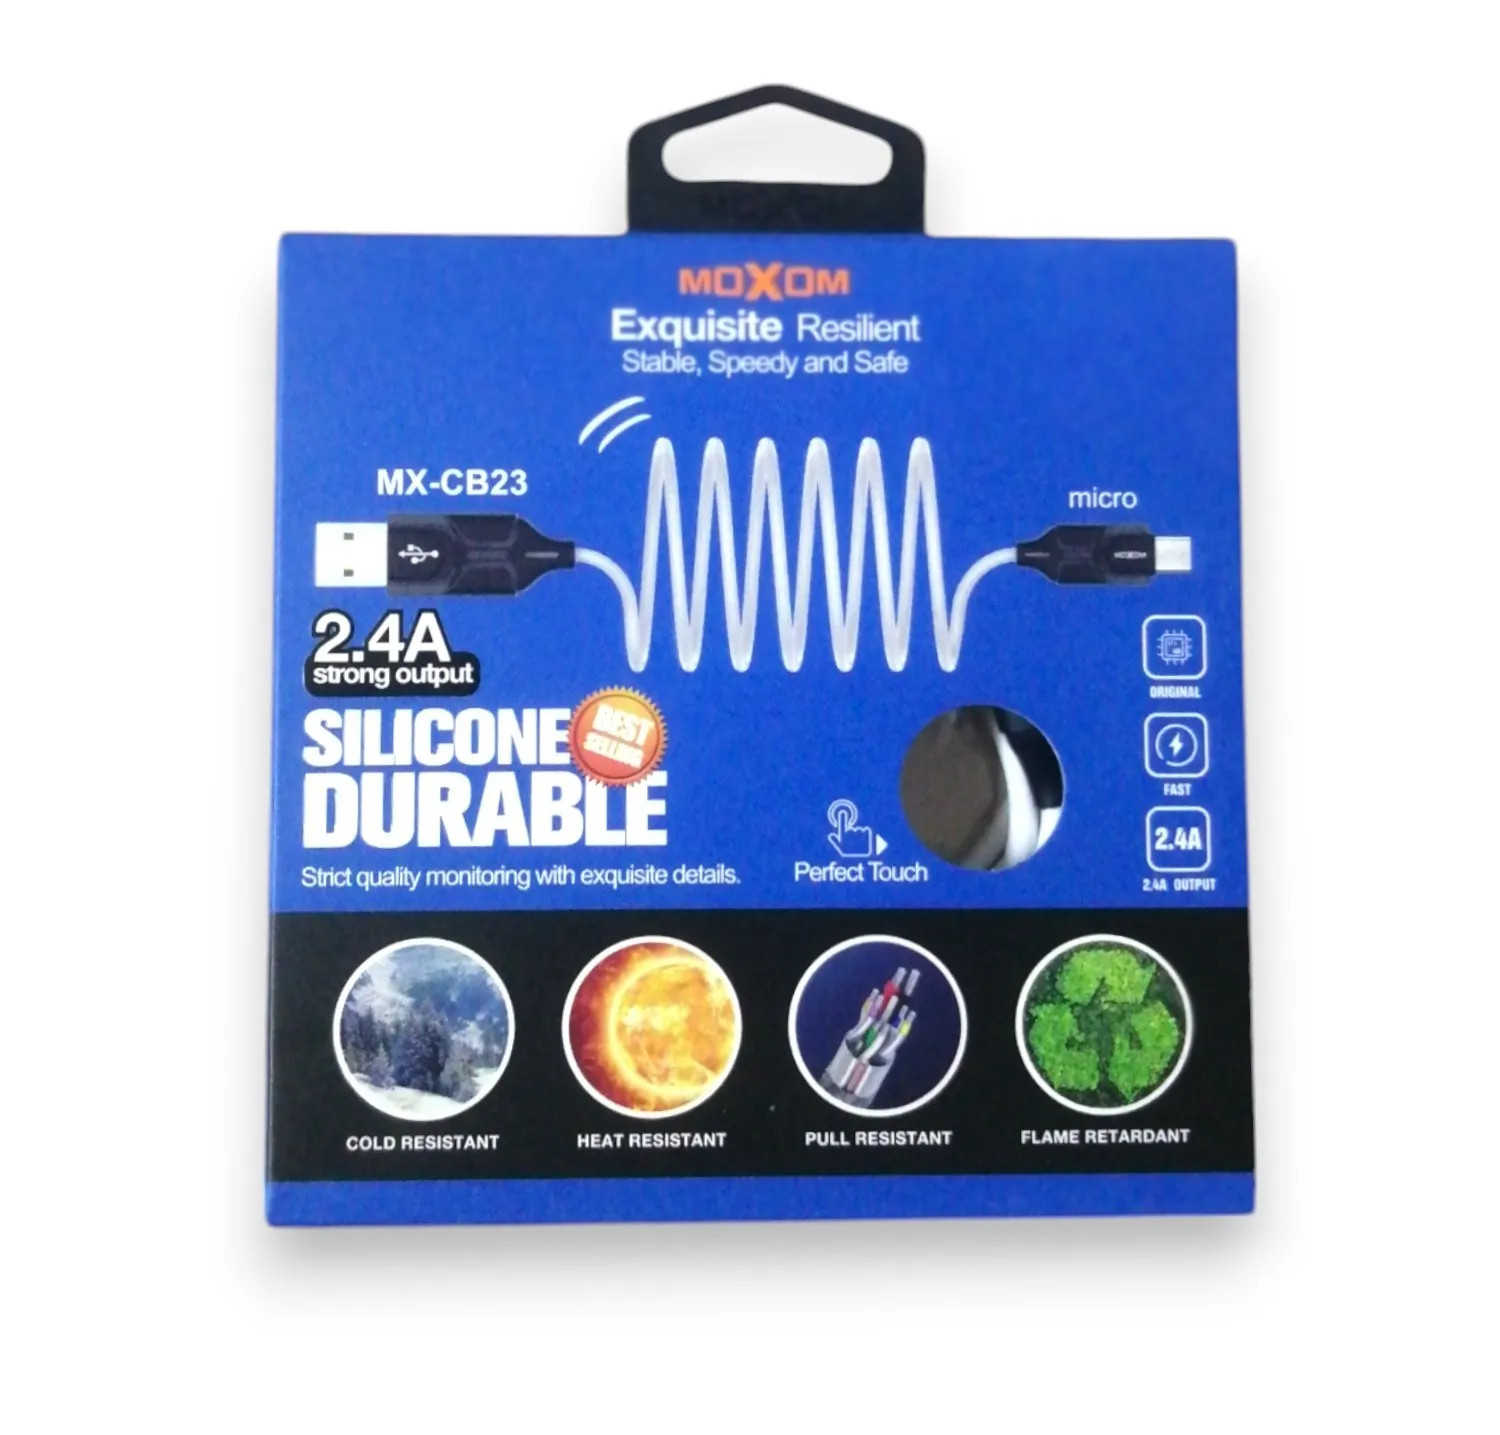 MOXOM
MOXOM
Exquisite Resilient
Stable, Speedy and Safe
MX-CB23
micro
MOXOM
2.4A
strong output
ORIGINAL
SILICONE
BEST
SELLING
DURABLE
FAST
2.4A
Perfect Touch
2.4A OUTPUT
Strict quality monitoring with exquisite details.
COLD RESISTANT
HEAT RESISTANT
PULL RESISTANT
FLAME RETARDANT